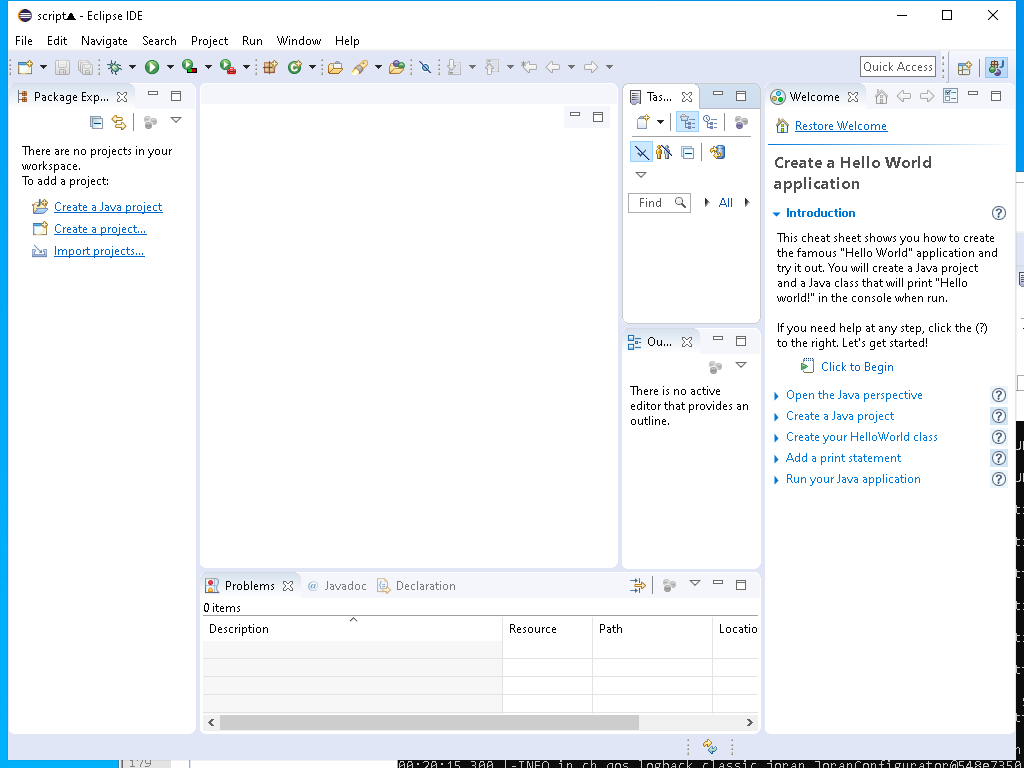 script▲ - Eclipse IDE
File Edit Navigate Search Project Run Window Help
Quick Access
Package Exp...
There are no projects in your
workspace.
To add a project:
Create a Java project
Create a project...
Import projects...
Tas...
Find
All
Ou...
There is no active
editor that provides an
outline.
Welcome
Restore Welcome
Create a Hello World
application
Introduction
This cheat sheet shows you how to create
the famous "Hello World" application and
try it out. You will create a Java project
and a Java class that will print "Hello
world!" in the console when run.
If you need help at any step, click the (?)
to the right. Let's get started!
Click to Begin
Open the Java perspective
Create a Java project
Create your HelloWorld class
Add a print statement
Run your Java application
Problems @ Javadoc Declaration
0 items
Description Resource Path Locatio
179
00:20:15,300 |-INFO in ch.qos.logback.classic.joran.JoranConfigurator@548e7350